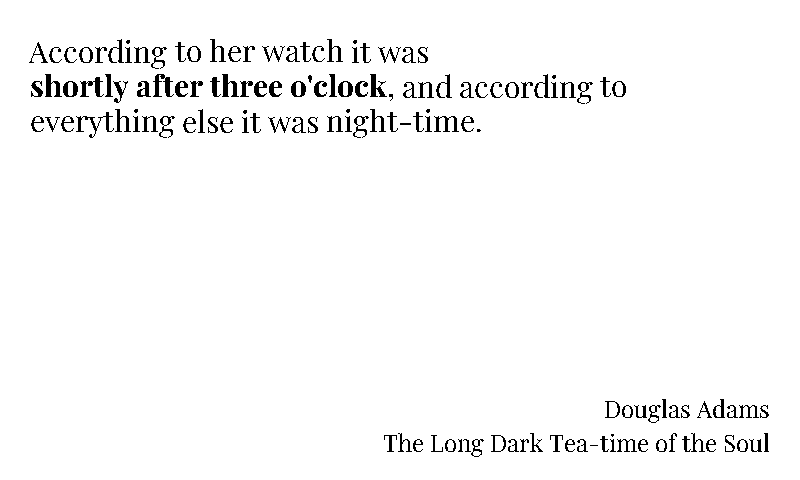 According to her watch it was
shortly after three o'clock, and according to
everything else it was night-time.
Douglas Adams
The Long Dark Tea-time of the Soul